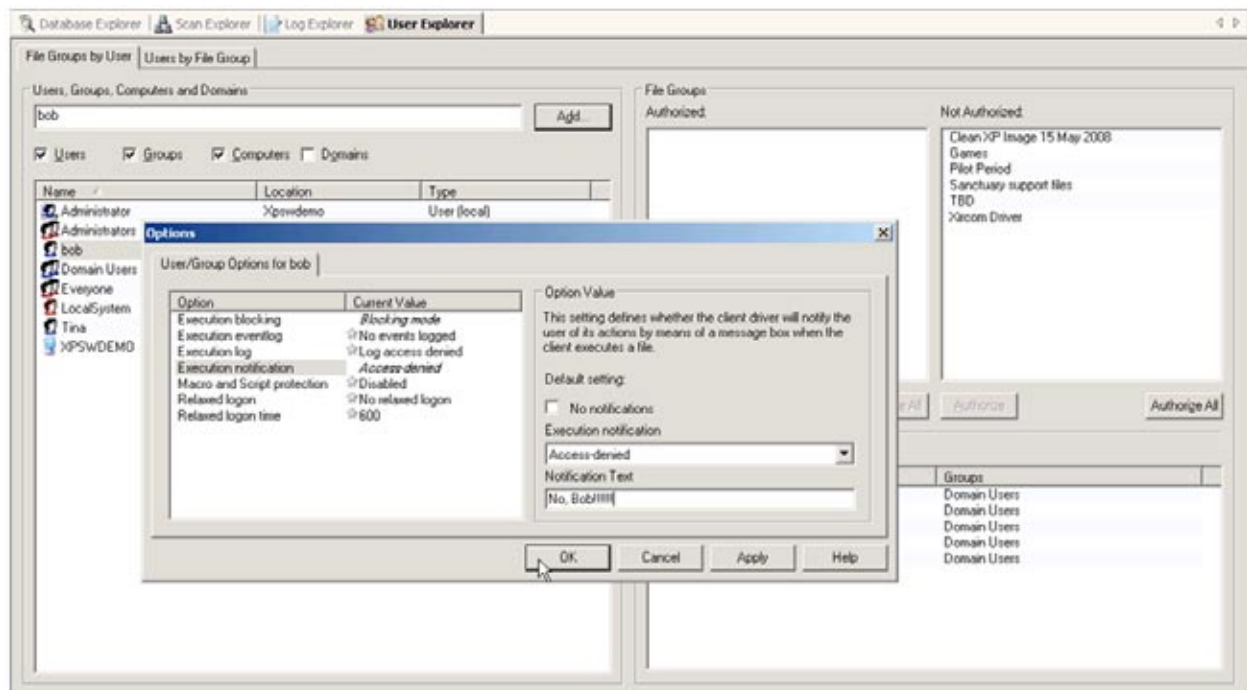 Database Explorer Scan Explorer Log Explorer User Explorer
File Groups by User Users by File Group
Users, Groups, Computers and Domains
bob
Add...
Users Groups Computers Domains
Name Location Type
Administrator Xpswdemo User (local)
Administrators
bob
Domain Users
Everyone
LocalSystem
Tina
XPSWDEMO
File Groups
Authorized:
Not Authorized:
Clean XP Image 15 May 2008
Games
Pilot Period
Sanctuary support files
TBD
Xircom Driver
Options
User/Group Options for bob
Option Current Value
Execution blocking Blocking mode
Execution eventlog No events logged
Execution log Log access denied
Execution notification Access-denied
Macro and Script protection Disabled
Relaxed logon No relaxed logon
Relaxed logon time 600
Option Value
This setting defines whether the client driver will notify the
user of its actions by means of a message box when the
client executes a file.
Default setting:
No notifications
Execution notification
Access-denied
Notification Text
No, Bob!!!!!!
OK Cancel Apply Help
e All Authorize Authorize All
Groups
Domain Users
Domain Users
Domain Users
Domain Users
Domain Users